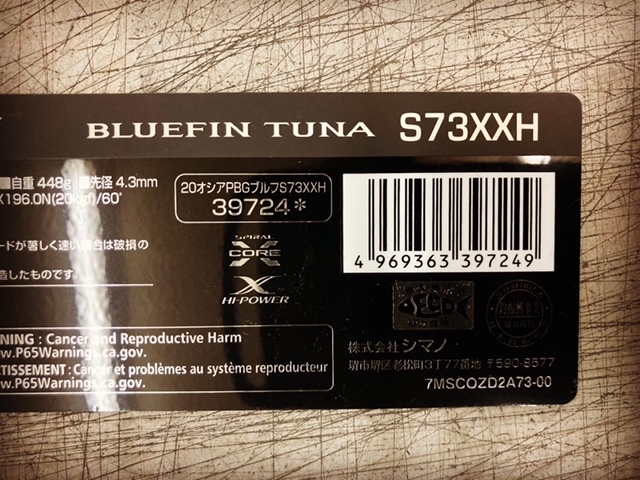 BLUEFIN TUNA S73XXH
■自重 448g ■先径 4.3mm
X196.0N(20kgf)/60°
20オシアPBGブルフS73XXH
39724*
ードが著しく速い場合は破損の
造したものです。
SPIRAL
X
CORE
X
HI-POWER
4 969363 397249
NING : Cancer and Reproductive Harm
w.P65Warnings.ca.gov.
TISSEMENT : Cancer et problèmes au système reproducteur
w.P65Warnings.ca.gov.
株式会社 シマノ
堺市堺区老松町3丁77番地 〒590-8577
7MSCOZD2A73-00